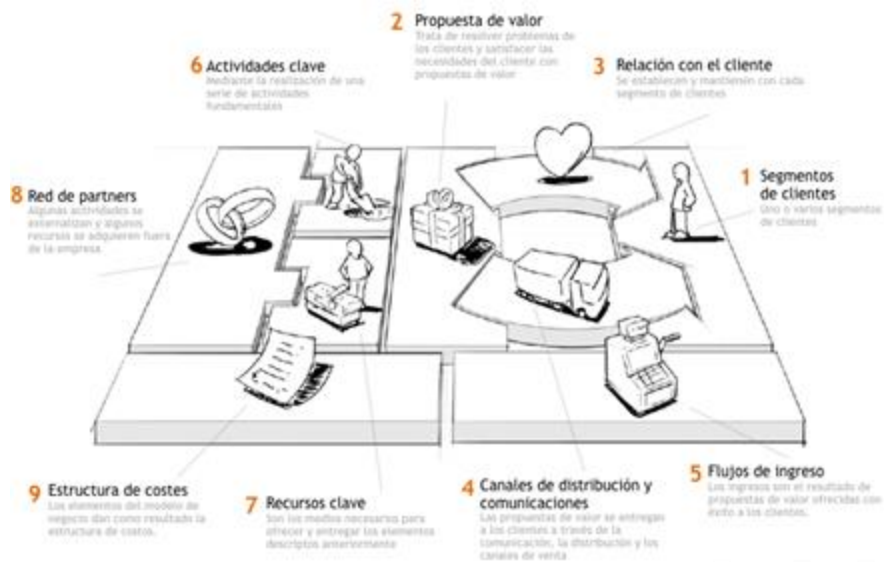 2 Propuesta de valor
Trata de resolver problemas de
los clientes y satisfacer las
necesidades del cliente con
propuestas de valor
6 Actividades clave
Mediante la realización de una
serie de actividades
fundamentales
3 Relación con el cliente
Se establecen y mantienen con cada
segmento de clientes
1 Segmentos
de clientes
Uno o varios segmentos
de clientes
8 Red de partners
Algunas actividades se
externalizan y algunos
recursos se adquieren fuera
de la empresa
9 Estructura de costes
Los elementos del modelo de
negocio dan como resultado la
estructura de costos.
7 Recursos clave
Son los medios necesarios para
ofrecer y entregar los elementos
descriptos anteriormente
4 Canales de distribución y
comunicaciones
Las propuestas de valor se entregan
a los clientes a través de la
comunicación, la distribución y los
canales de venta
5 Flujos de ingreso
Los ingresos son el resultado de
propuestas de valor ofrecidas con
éxito a los clientes.